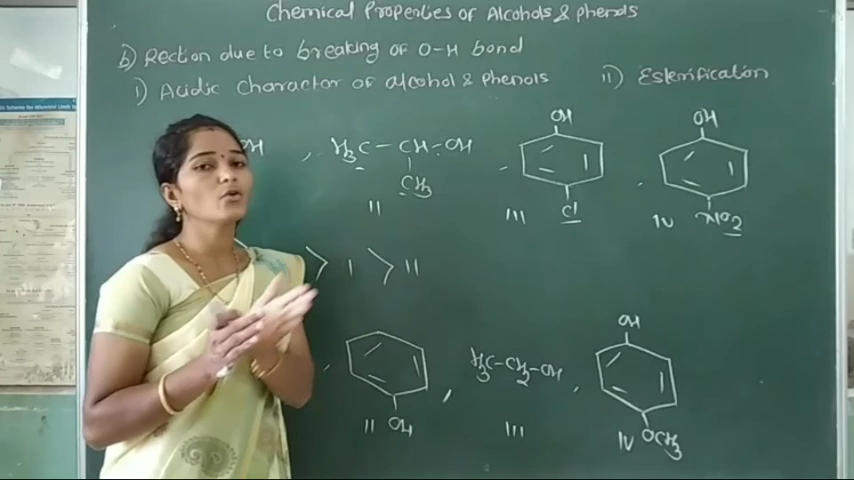 Chemical Properties of Alcohols & phenols
b) Rection due to breaking of O-H bond
i) Acidic Charactor of alcohol & Phenols ii) Esterification
OH , H3C - CH - OH , OH , OH
CH3 Cl NO2
II III IV
> I > II
, , H3C-CH2-OH , OH
II OH III IV OCH3